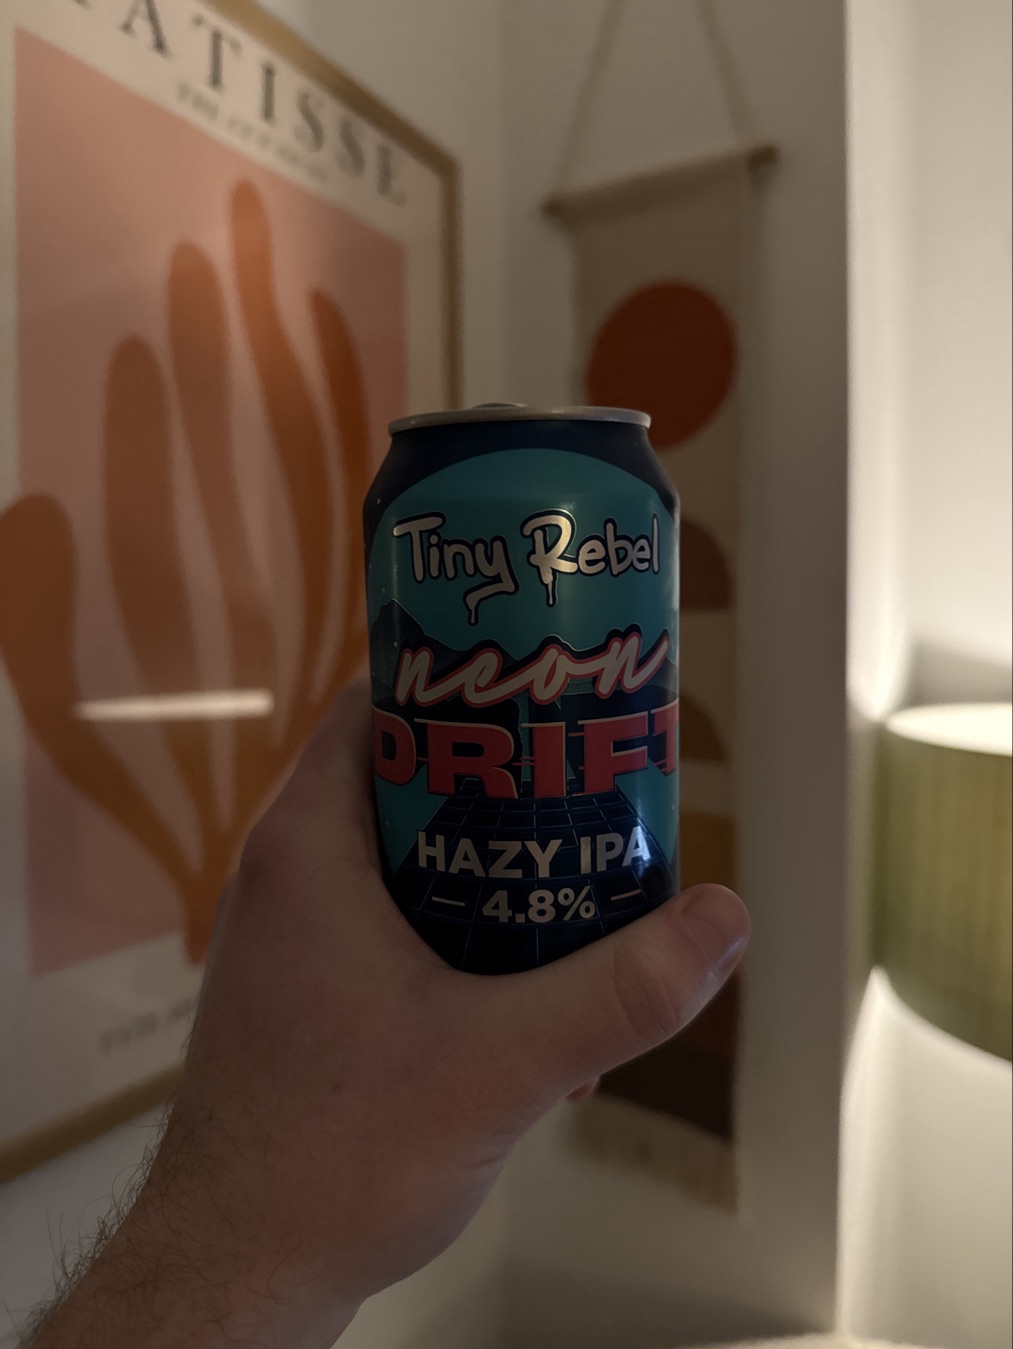 ATISSE
Tiny Rebel
neon
DRIFT
HAZY IPA
4.8%